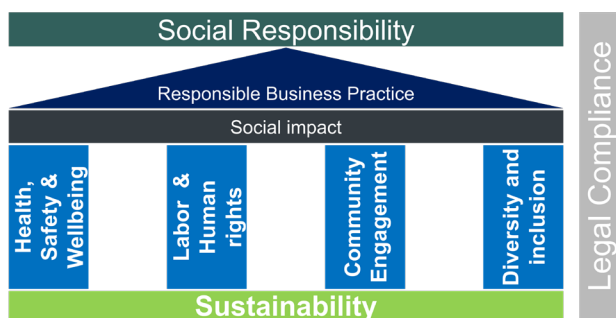 Social Responsibility
Responsible Business Practice
Social impact
Health,
Safety &
Wellbeing
Labor &
Human
rights
Community
Engagement
Diversity and
inclusion
Sustainability
Legal Compliance